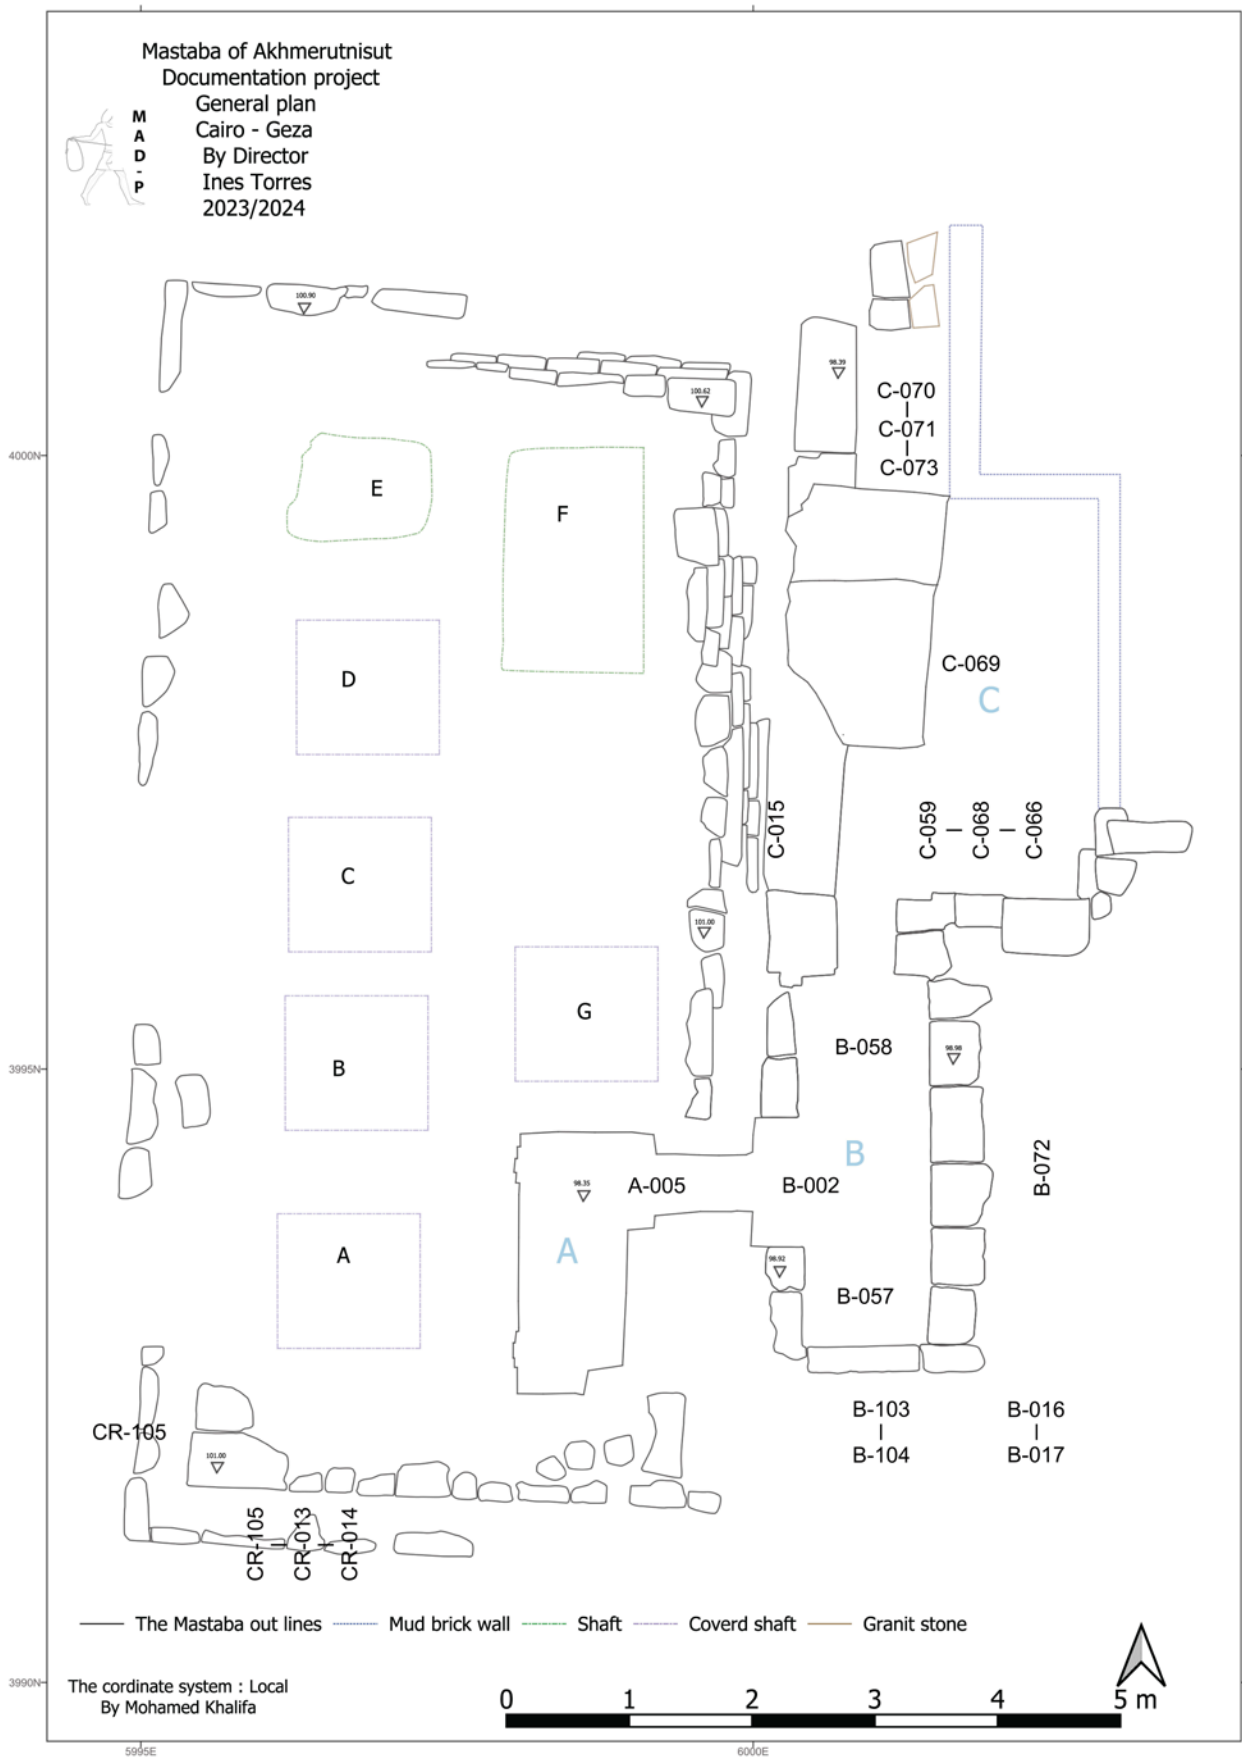 Mastaba of Akhmerutnisut
Documentation project
General plan
Cairo - Geza
By Director
Ines Torres
2023/2024
M
A
D
-
P
100.90
100.62
98.39
C-070
C-071
C-073
4000N
E
F
D
C-069
C
C-015
C-059
C-068
C-066
C
101.00
G
B-058
98.98
3995N
B
B
B-072
98.35
A-005
B-002
A
A
98.92
B-057
CR-105
101.00
B-103
B-104
B-016
B-017
CR-105
CR-013
CR-014
The Mastaba out lines
Mud brick wall
Shaft
Coverd shaft
Granit stone
3990N
The cordinate system : Local
By Mohamed Khalifa
0 1 2 3 4 5 m
5995E
6000E